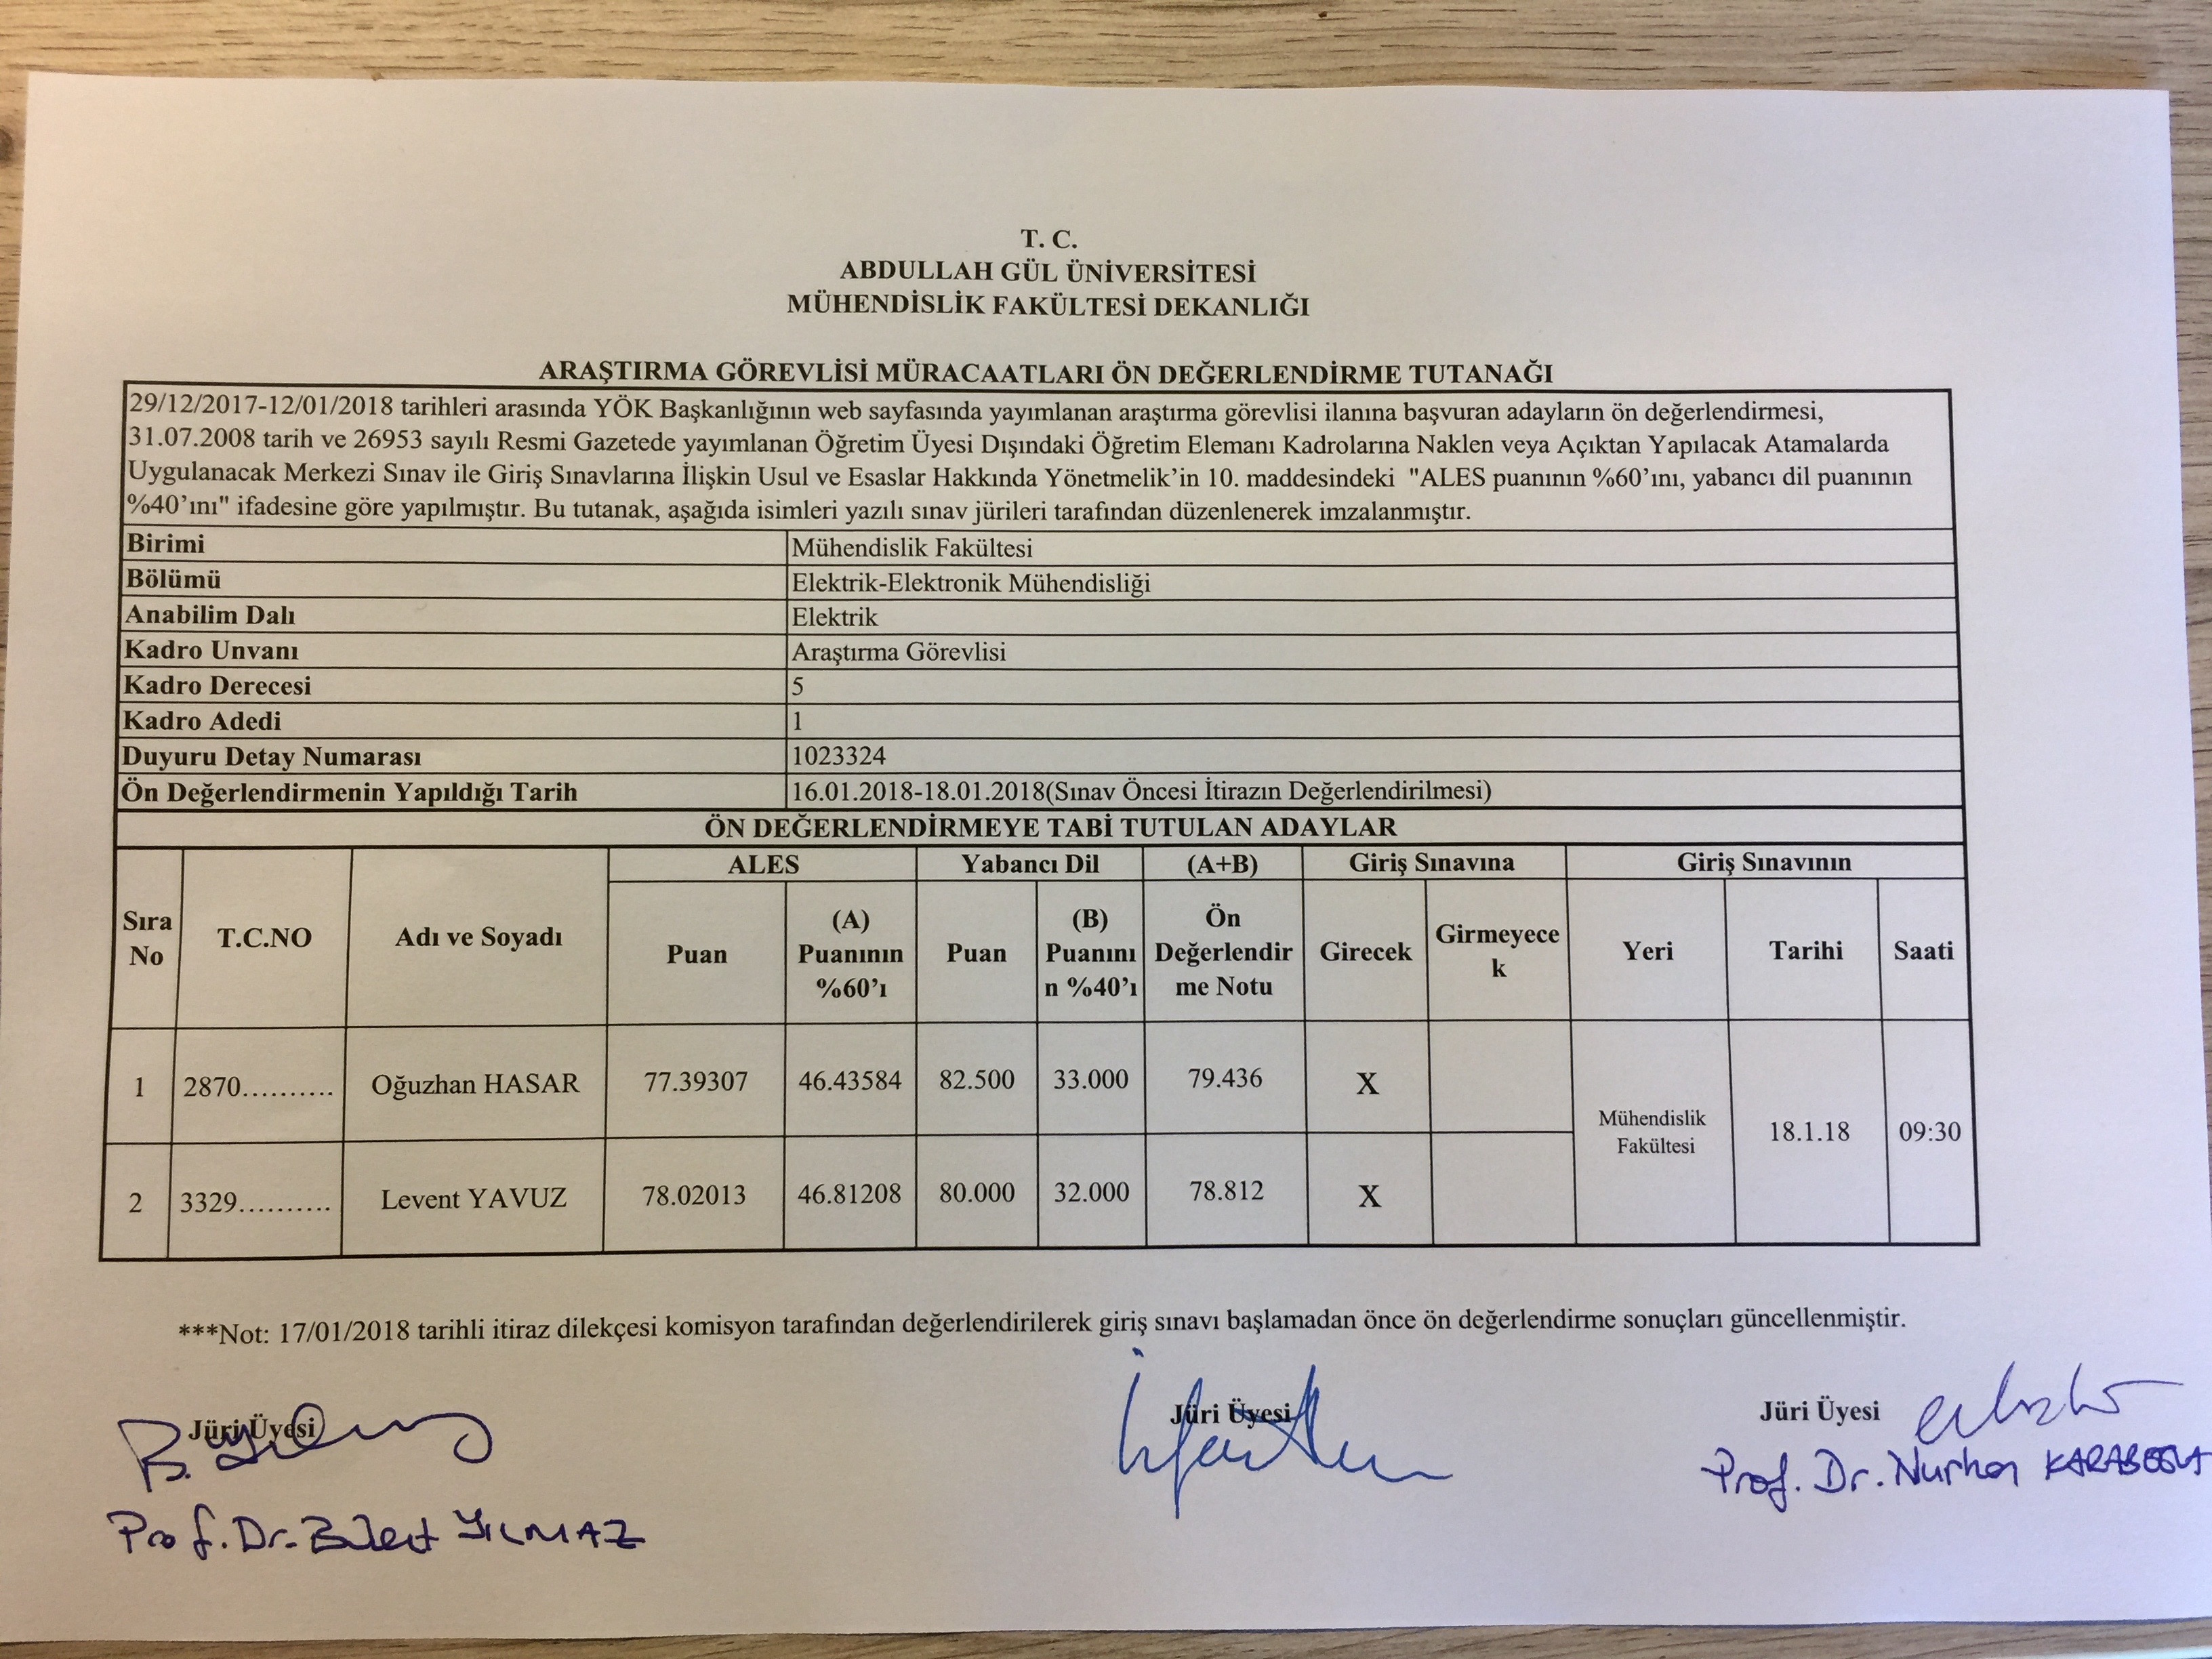 T. C.
ABDULLAH GÜL ÜNİVERSİTESİ
MÜHENDİSLİK FAKÜLTESİ DEKANLIĞI
ARAŞTIRMA GÖREVLİSİ MÜRACAATLARI ÖN DEĞERLENDİRME TUTANAĞI
29/12/2017-12/01/2018 tarihleri arasında YÖK Başkanlığının web sayfasında yayımlanan araştırma görevlisi ilanına başvuran adayların ön değerlendirmesi,
31.07.2008 tarih ve 26953 sayılı Resmi Gazetede yayımlanan Öğretim Üyesi Dışındaki Öğretim Elemanı Kadrolarına Naklen veya Açıktan Yapılacak Atamalarda
Uygulanacak Merkezi Sınav ile Giriş Sınavlarına İlişkin Usul ve Esaslar Hakkında Yönetmelik’in 10. maddesindeki "ALES puanının %60’ını, yabancı dil puanının
%40’ını" ifadesine göre yapılmıştır. Bu tutanak, aşağıda isimleri yazılı sınav jürileri tarafından düzenlenerek imzalanmıştır.
Birimi Mühendislik Fakültesi
Bölümü Elektrik-Elektronik Mühendisliği
Anabilim Dalı Elektrik
Kadro Unvanı Araştırma Görevlisi
Kadro Derecesi 5
Kadro Adedi 1
Duyuru Detay Numarası 1023324
Ön Değerlendirmenin Yapıldığı Tarih 16.01.2018-18.01.2018(Sınav Öncesi İtirazın Değerlendirilmesi)
ÖN DEĞERLENDİRMEYE TABİ TUTULAN ADAYLAR
ALES Yabancı Dil (A+B) Giriş Sınavına Giriş Sınavının
Sıra No T.C.NO Adı ve Soyadı Puan (A) Puanının %60’ı Puan (B) Puanını n %40’ı Ön Değerlendir me Notu Girecek Girmeyece k Yeri Tarihi Saati
1 2870.......... Oğuzhan HASAR 77.39307 46.43584 82.500 33.000 79.436 X
Mühendislik Fakültesi 18.1.18 09:30
2 3329.......... Levent YAVUZ 78.02013 46.81208 80.000 32.000 78.812 X
***Not: 17/01/2018 tarihli itiraz dilekçesi komisyon tarafından değerlendirilerek giriş sınavı başlamadan önce ön değerlendirme sonuçları güncellenmiştir.
Jüri Üyesi Jüri Üyesi Jüri Üyesi
Prof. Dr. Nurhan KARABOĞA
Prof. Dr. Bülent YILMAZ